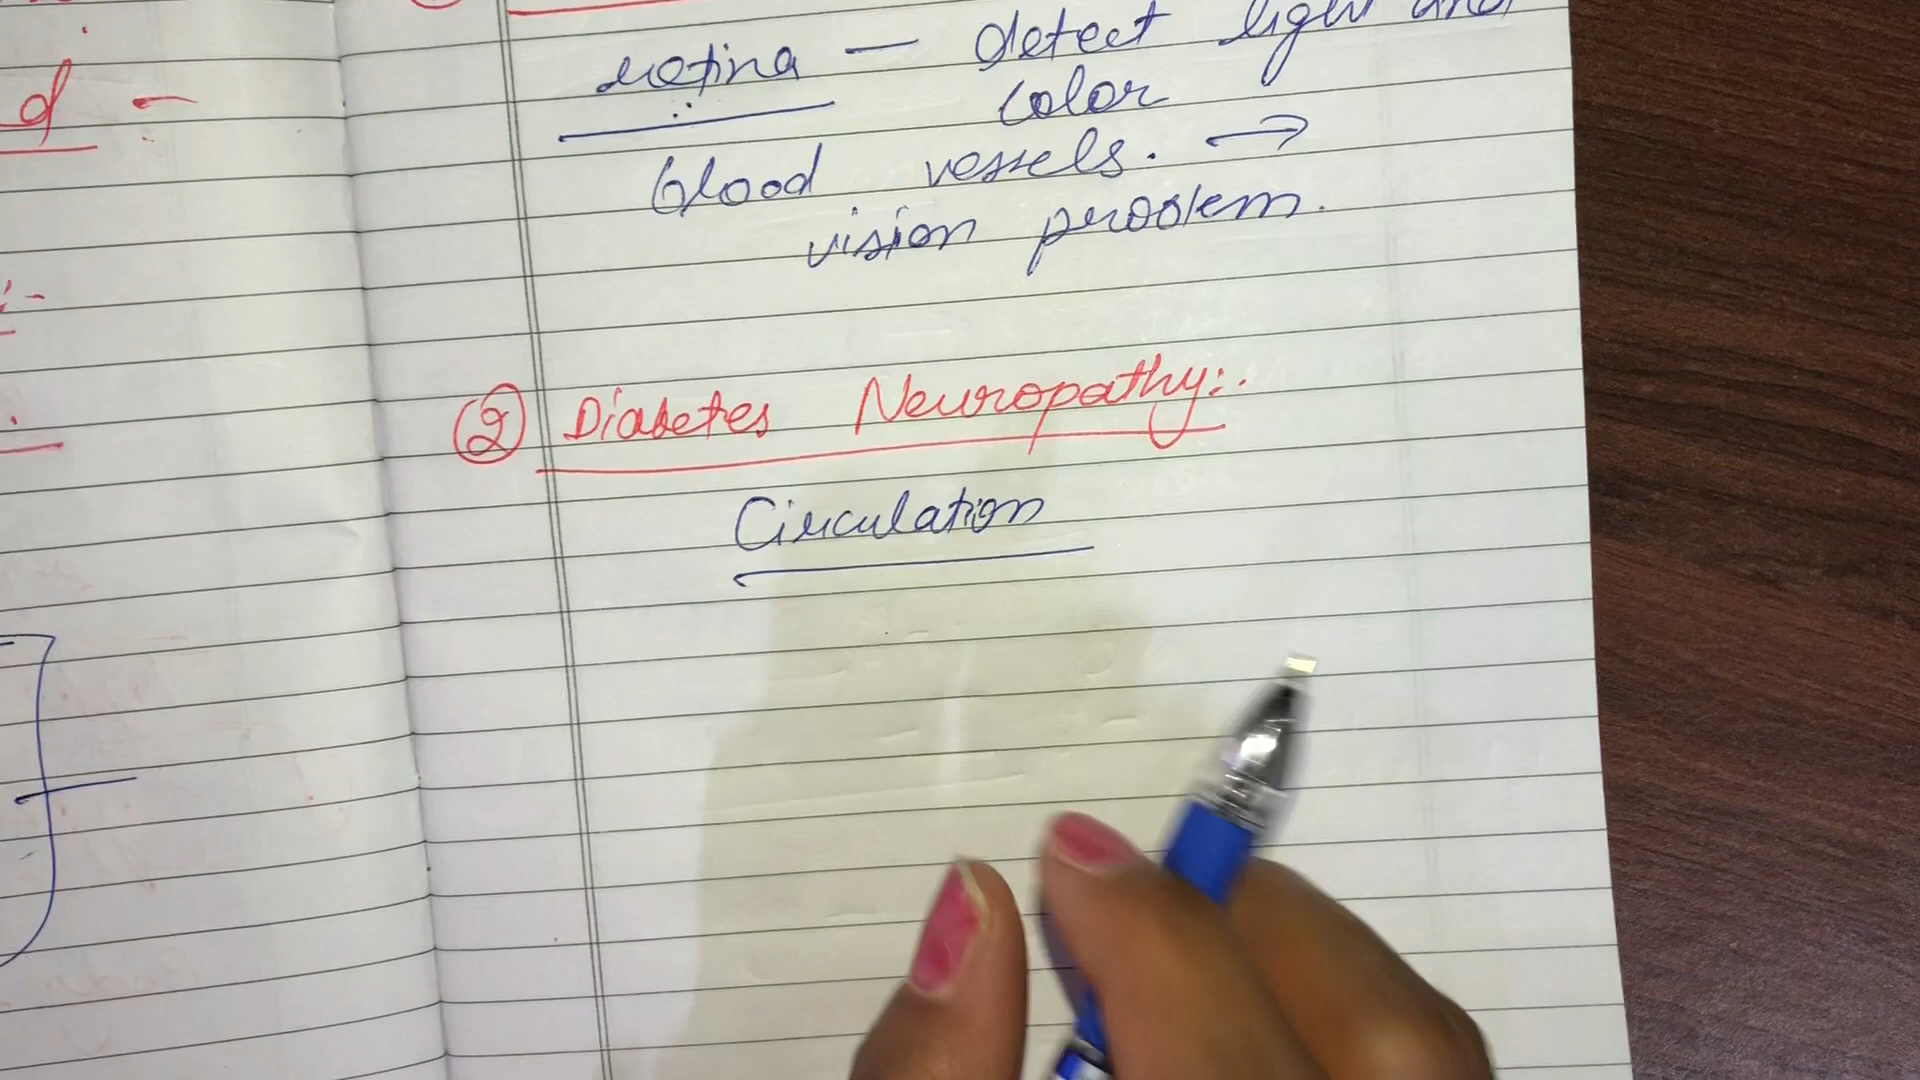 d -
retina — detect light and
color
blood vessels. →
vision problem.
② Diabetes Neuropathy:.
Circulation